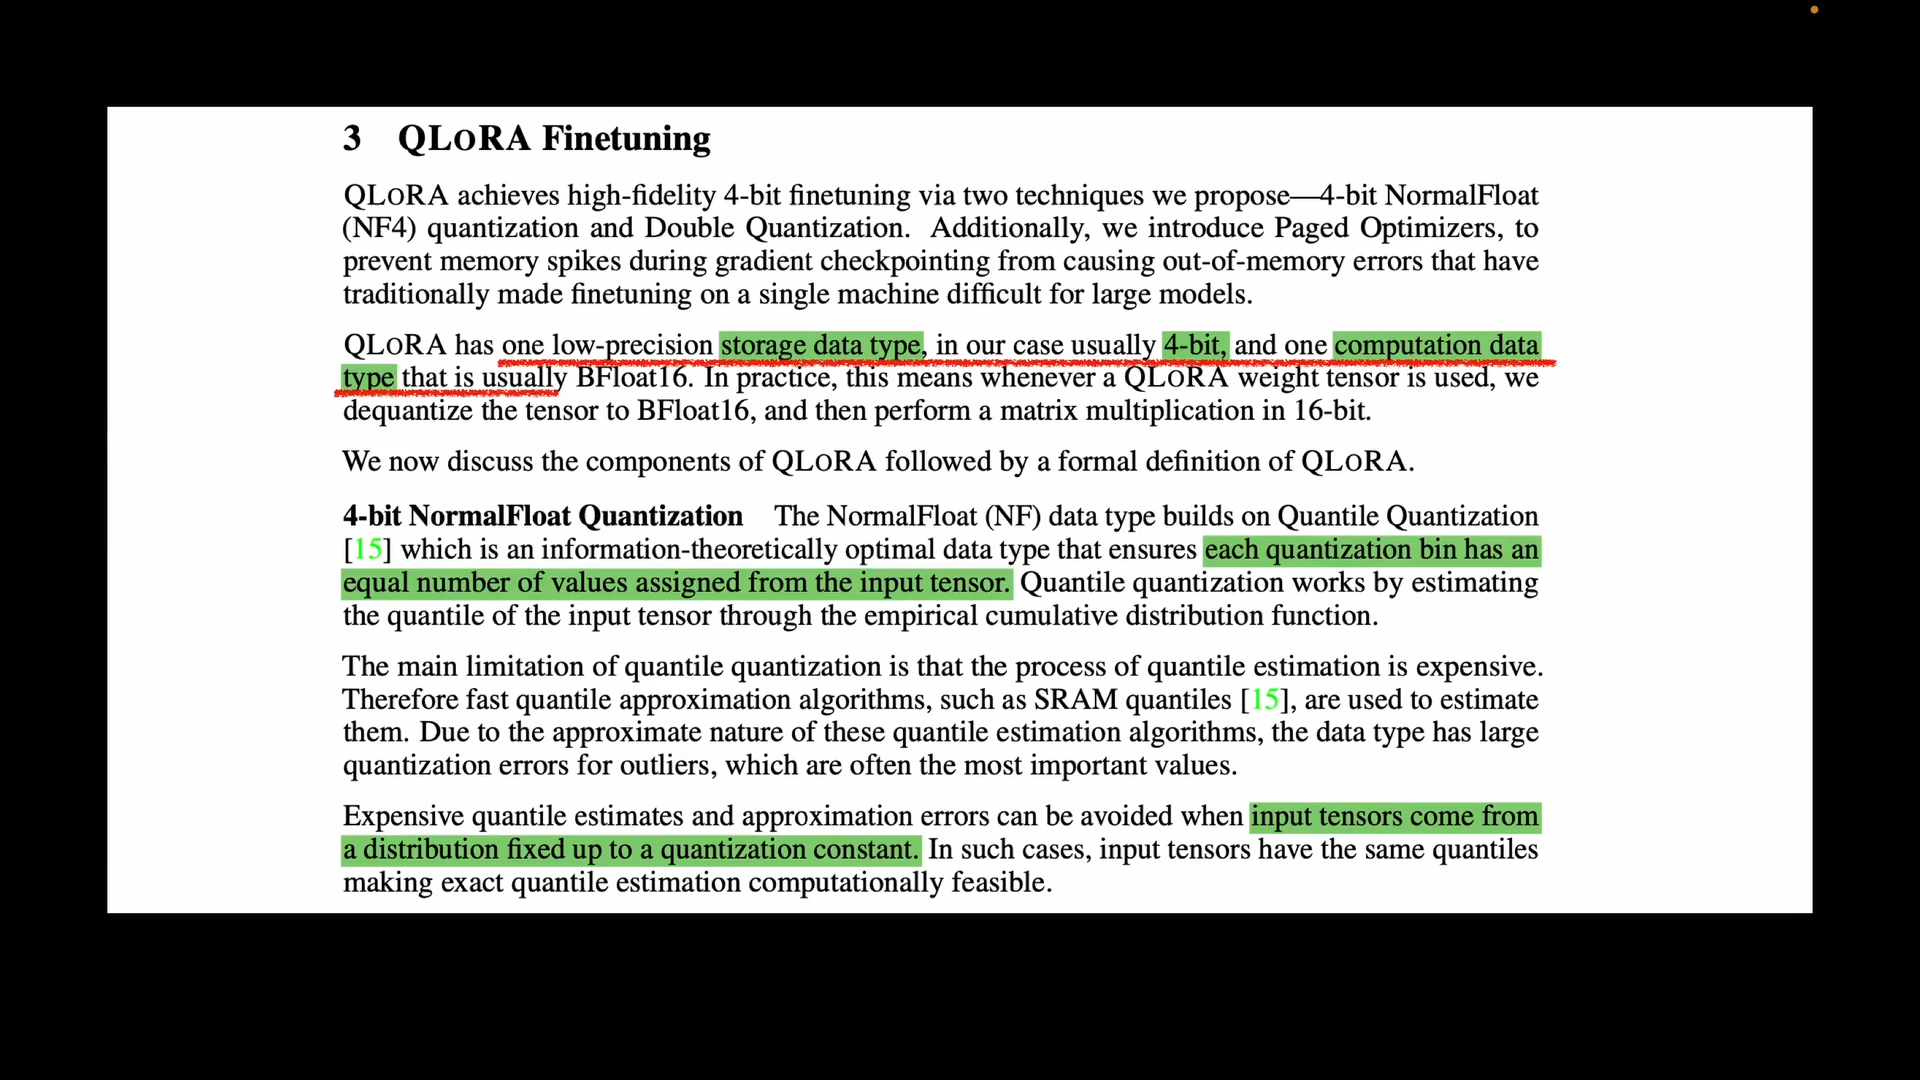 3 QLORA Finetuning
QLORA achieves high-fidelity 4-bit finetuning via two techniques we propose—4-bit NormalFloat
(NF4) quantization and Double Quantization. Additionally, we introduce Paged Optimizers, to
prevent memory spikes during gradient checkpointing from causing out-of-memory errors that have
traditionally made finetuning on a single machine difficult for large models.
QLORA has one low-precision storage data type, in our case usually 4-bit, and one computation data
type that is usually BFloat16. In practice, this means whenever a QLORA weight tensor is used, we
dequantize the tensor to BFloat16, and then perform a matrix multiplication in 16-bit.
We now discuss the components of QLORA followed by a formal definition of QLORA.
4-bit NormalFloat Quantization The NormalFloat (NF) data type builds on Quantile Quantization
[15] which is an information-theoretically optimal data type that ensures each quantization bin has an
equal number of values assigned from the input tensor. Quantile quantization works by estimating
the quantile of the input tensor through the empirical cumulative distribution function.
The main limitation of quantile quantization is that the process of quantile estimation is expensive.
Therefore fast quantile approximation algorithms, such as SRAM quantiles [15], are used to estimate
them. Due to the approximate nature of these quantile estimation algorithms, the data type has large
quantization errors for outliers, which are often the most important values.
Expensive quantile estimates and approximation errors can be avoided when input tensors come from
a distribution fixed up to a quantization constant. In such cases, input tensors have the same quantiles
making exact quantile estimation computationally feasible.